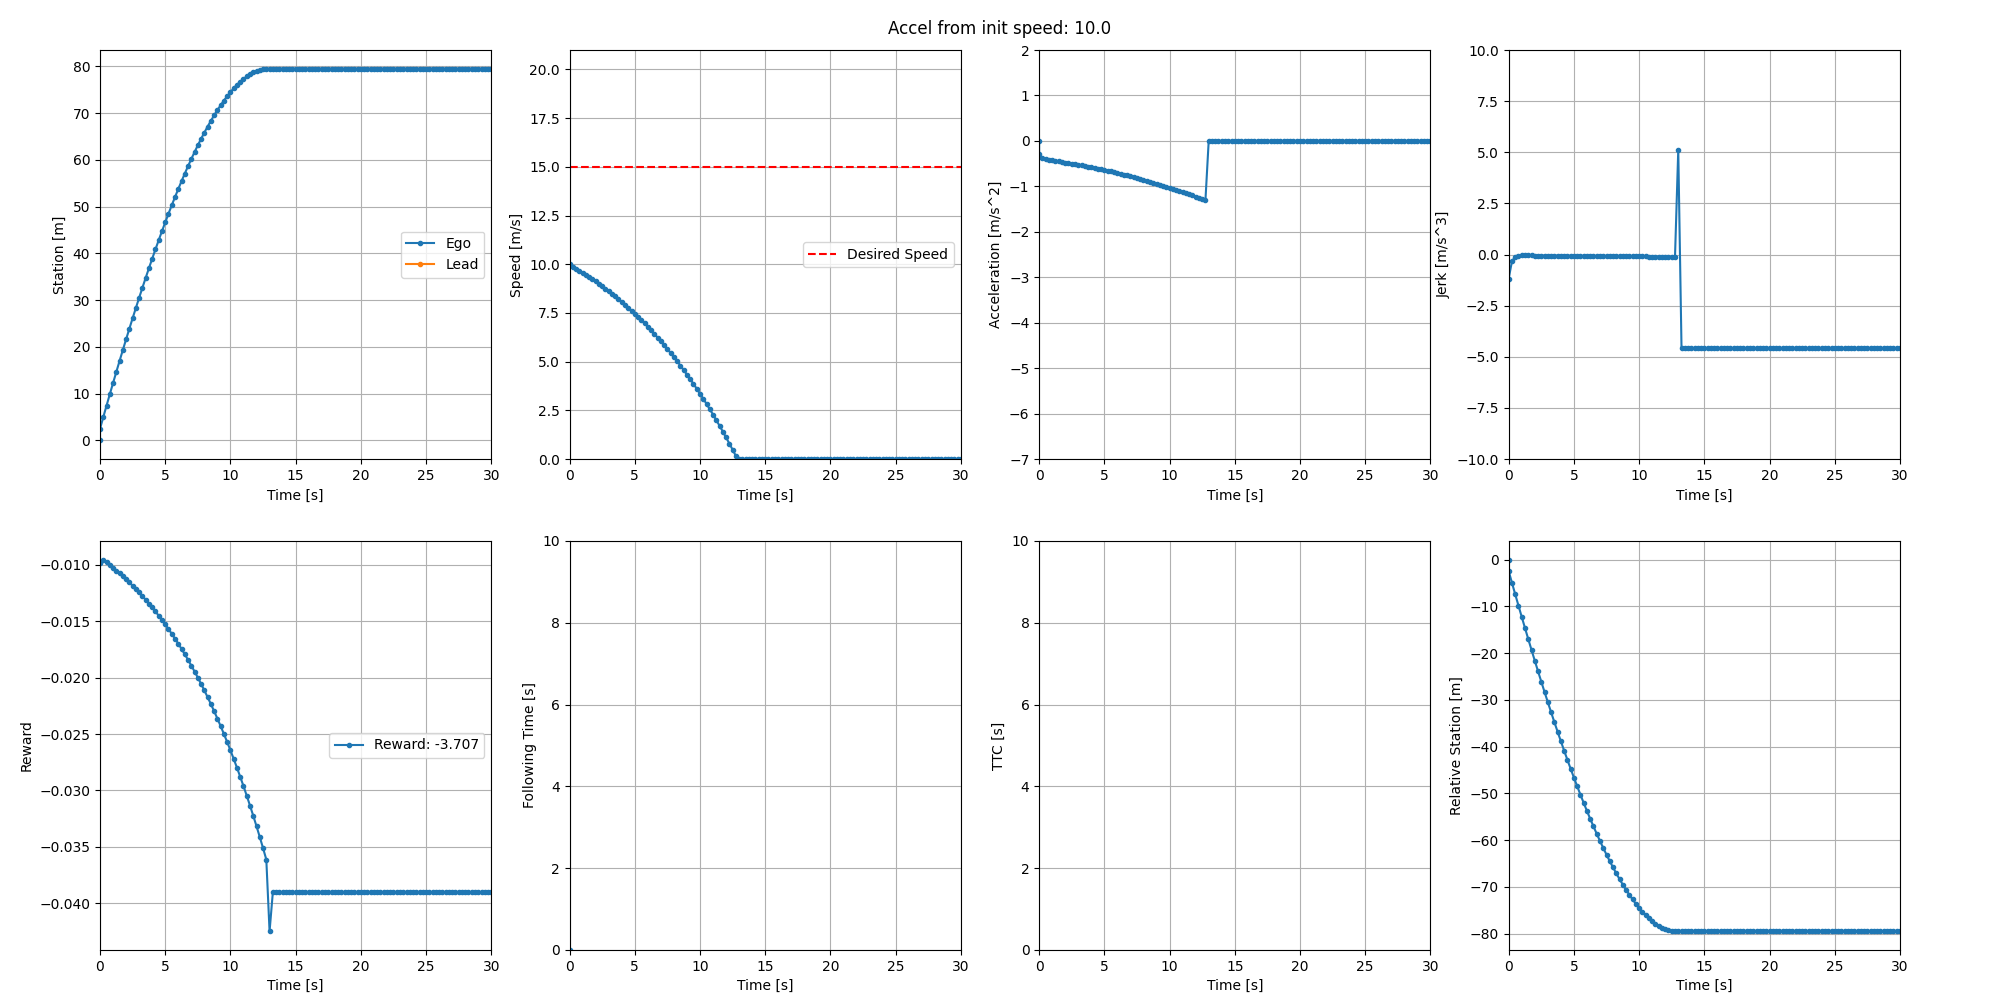 Accel from init speed: 10.0
Station [m]
80
70
60
50
40
30
20
10
0
Ego
Lead
0 5 10 15 20 25 30
Time [s]
Speed [m/s]
20.0
17.5
15.0
12.5
10.0
7.5
5.0
2.5
0.0
Desired Speed
0 5 10 15 20 25 30
Time [s]
Acceleration [m/s^2]
2
1
0
−1
−2
−3
−4
−5
−6
−7
0 5 10 15 20 25 30
Time [s]
Jerk [m/s^3]
10.0
7.5
5.0
2.5
0.0
−2.5
−5.0
−7.5
−10.0
0 5 10 15 20 25 30
Time [s]
Reward
−0.010
−0.015
−0.020
−0.025
−0.030
−0.035
−0.040
Reward: -3.707
0 5 10 15 20 25 30
Time [s]
Following Time [s]
10
8
6
4
2
0
0 5 10 15 20 25 30
Time [s]
TTC [s]
10
8
6
4
2
0
0 5 10 15 20 25 30
Time [s]
Relative Station [m]
0
−10
−20
−30
−40
−50
−60
−70
−80
0 5 10 15 20 25 30
Time [s]